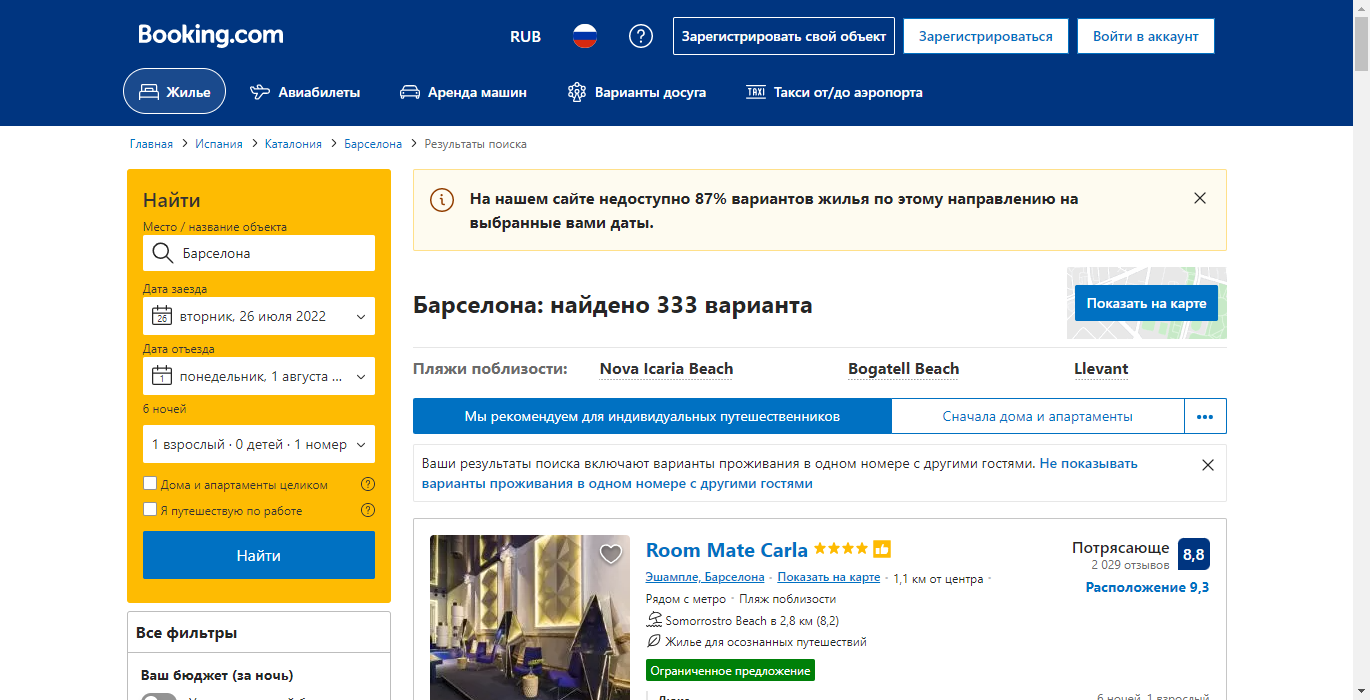 Booking.com
RUB
Зарегистрировать свой объект
Зарегистрироваться
Войти в аккаунт
Жилье
Авиабилеты
Аренда машин
Варианты досуга
TAXI Такси от/до аэропорта
Главная
Испания
Каталония
Барселона
Результаты поиска
Найти
Место / название объекта
Барселона
Дата заезда
26 вторник, 26 июля 2022
Дата отъезда
1 понедельник, 1 августа ...
6 ночей
1 взрослый · 0 детей · 1 номер
Дома и апартаменты целиком
Я путешествую по работе
Найти
Все фильтры
Ваш бюджет (за ночь)
На нашем сайте недоступно 87% вариантов жилья по этому направлению на
выбранные вами даты.
Барселона: найдено 333 варианта
Показать на карте
Пляжи поблизости:
Nova Icaria Beach
Bogatell Beach
Llevant
Мы рекомендуем для индивидуальных путешественников
Сначала дома и апартаменты
Ваши результаты поиска включают варианты проживания в одном номере с другими гостями. Не показывать
варианты проживания в одном номере с другими гостями
Room Mate Carla
Эшампле, Барселона · Показать на карте · 1,1 км от центра ·
Рядом с метро · Пляж поблизости
Somorrostro Beach в 2,8 км (8,2)
Жилье для осознанных путешествий
Ограниченное предложение
Потрясающе
2 029 отзывов
8,8
Расположение 9,3
6 ночей, 1 взрослый